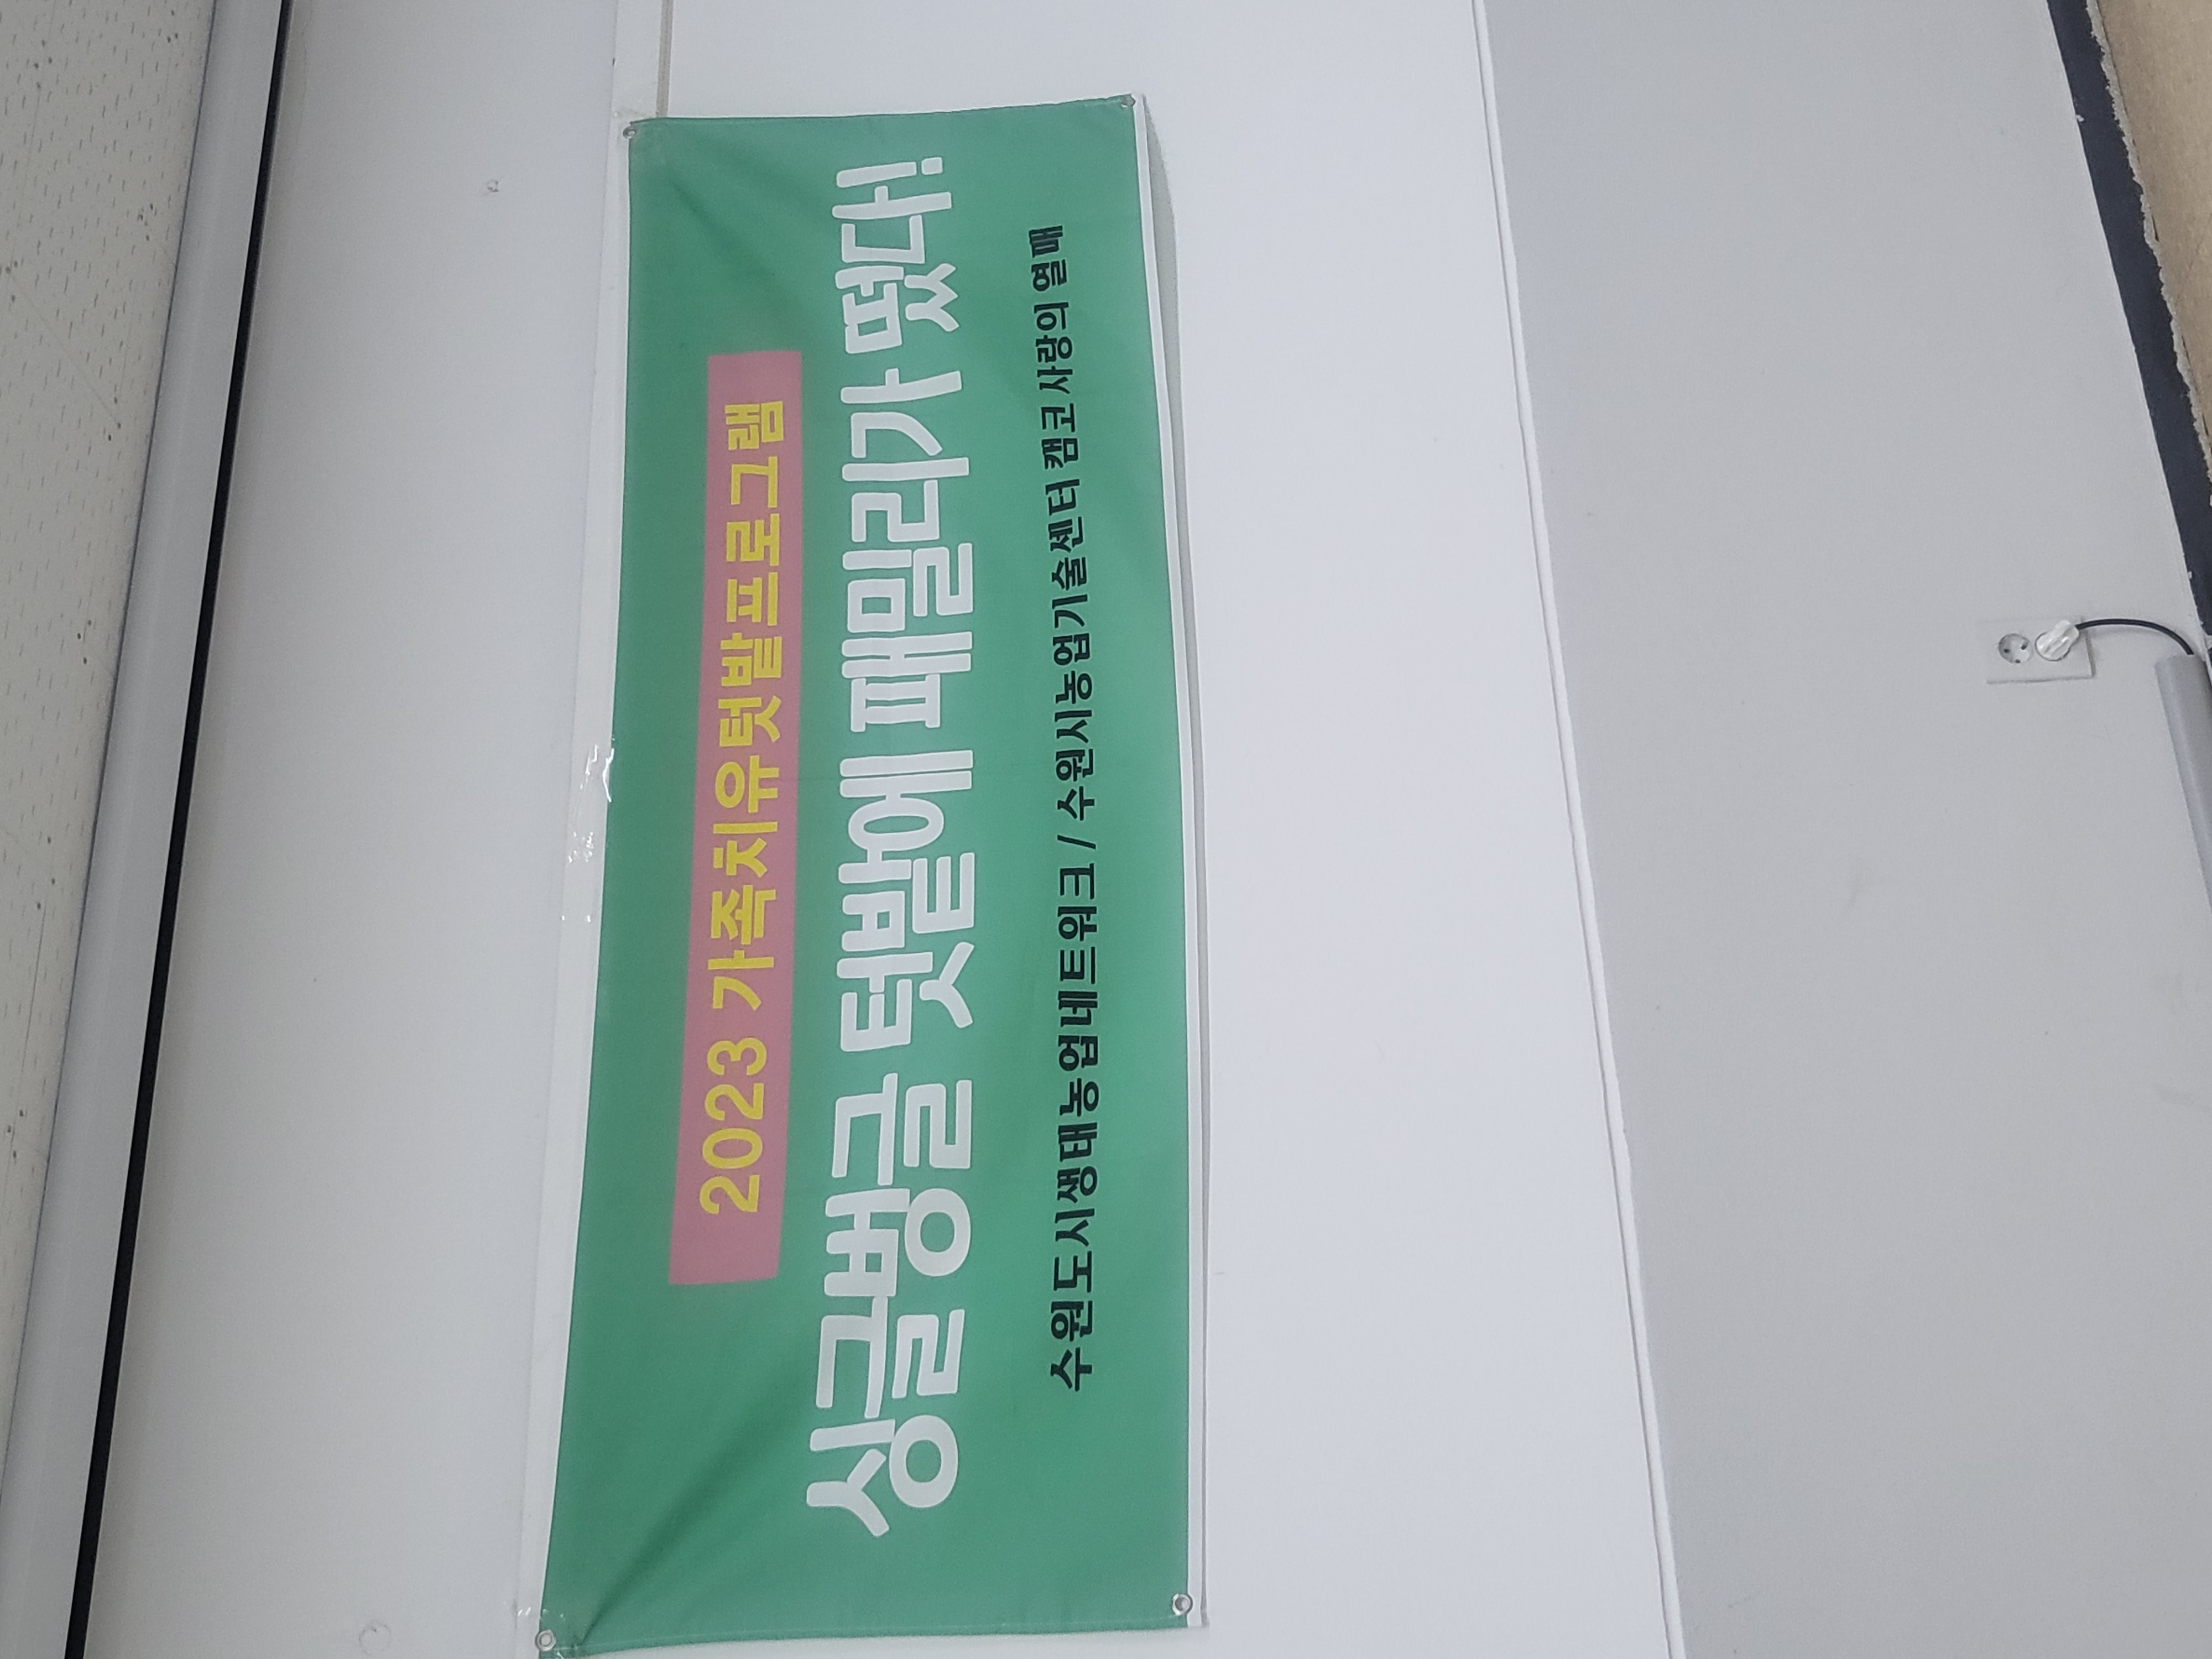 2023 가족치유텃밭프로그램
싱글벙글 텃밭에 패밀리가 떴다!
수원도시생태농업네트워크 / 수원시농업기술센터 캠코 사랑의 열매